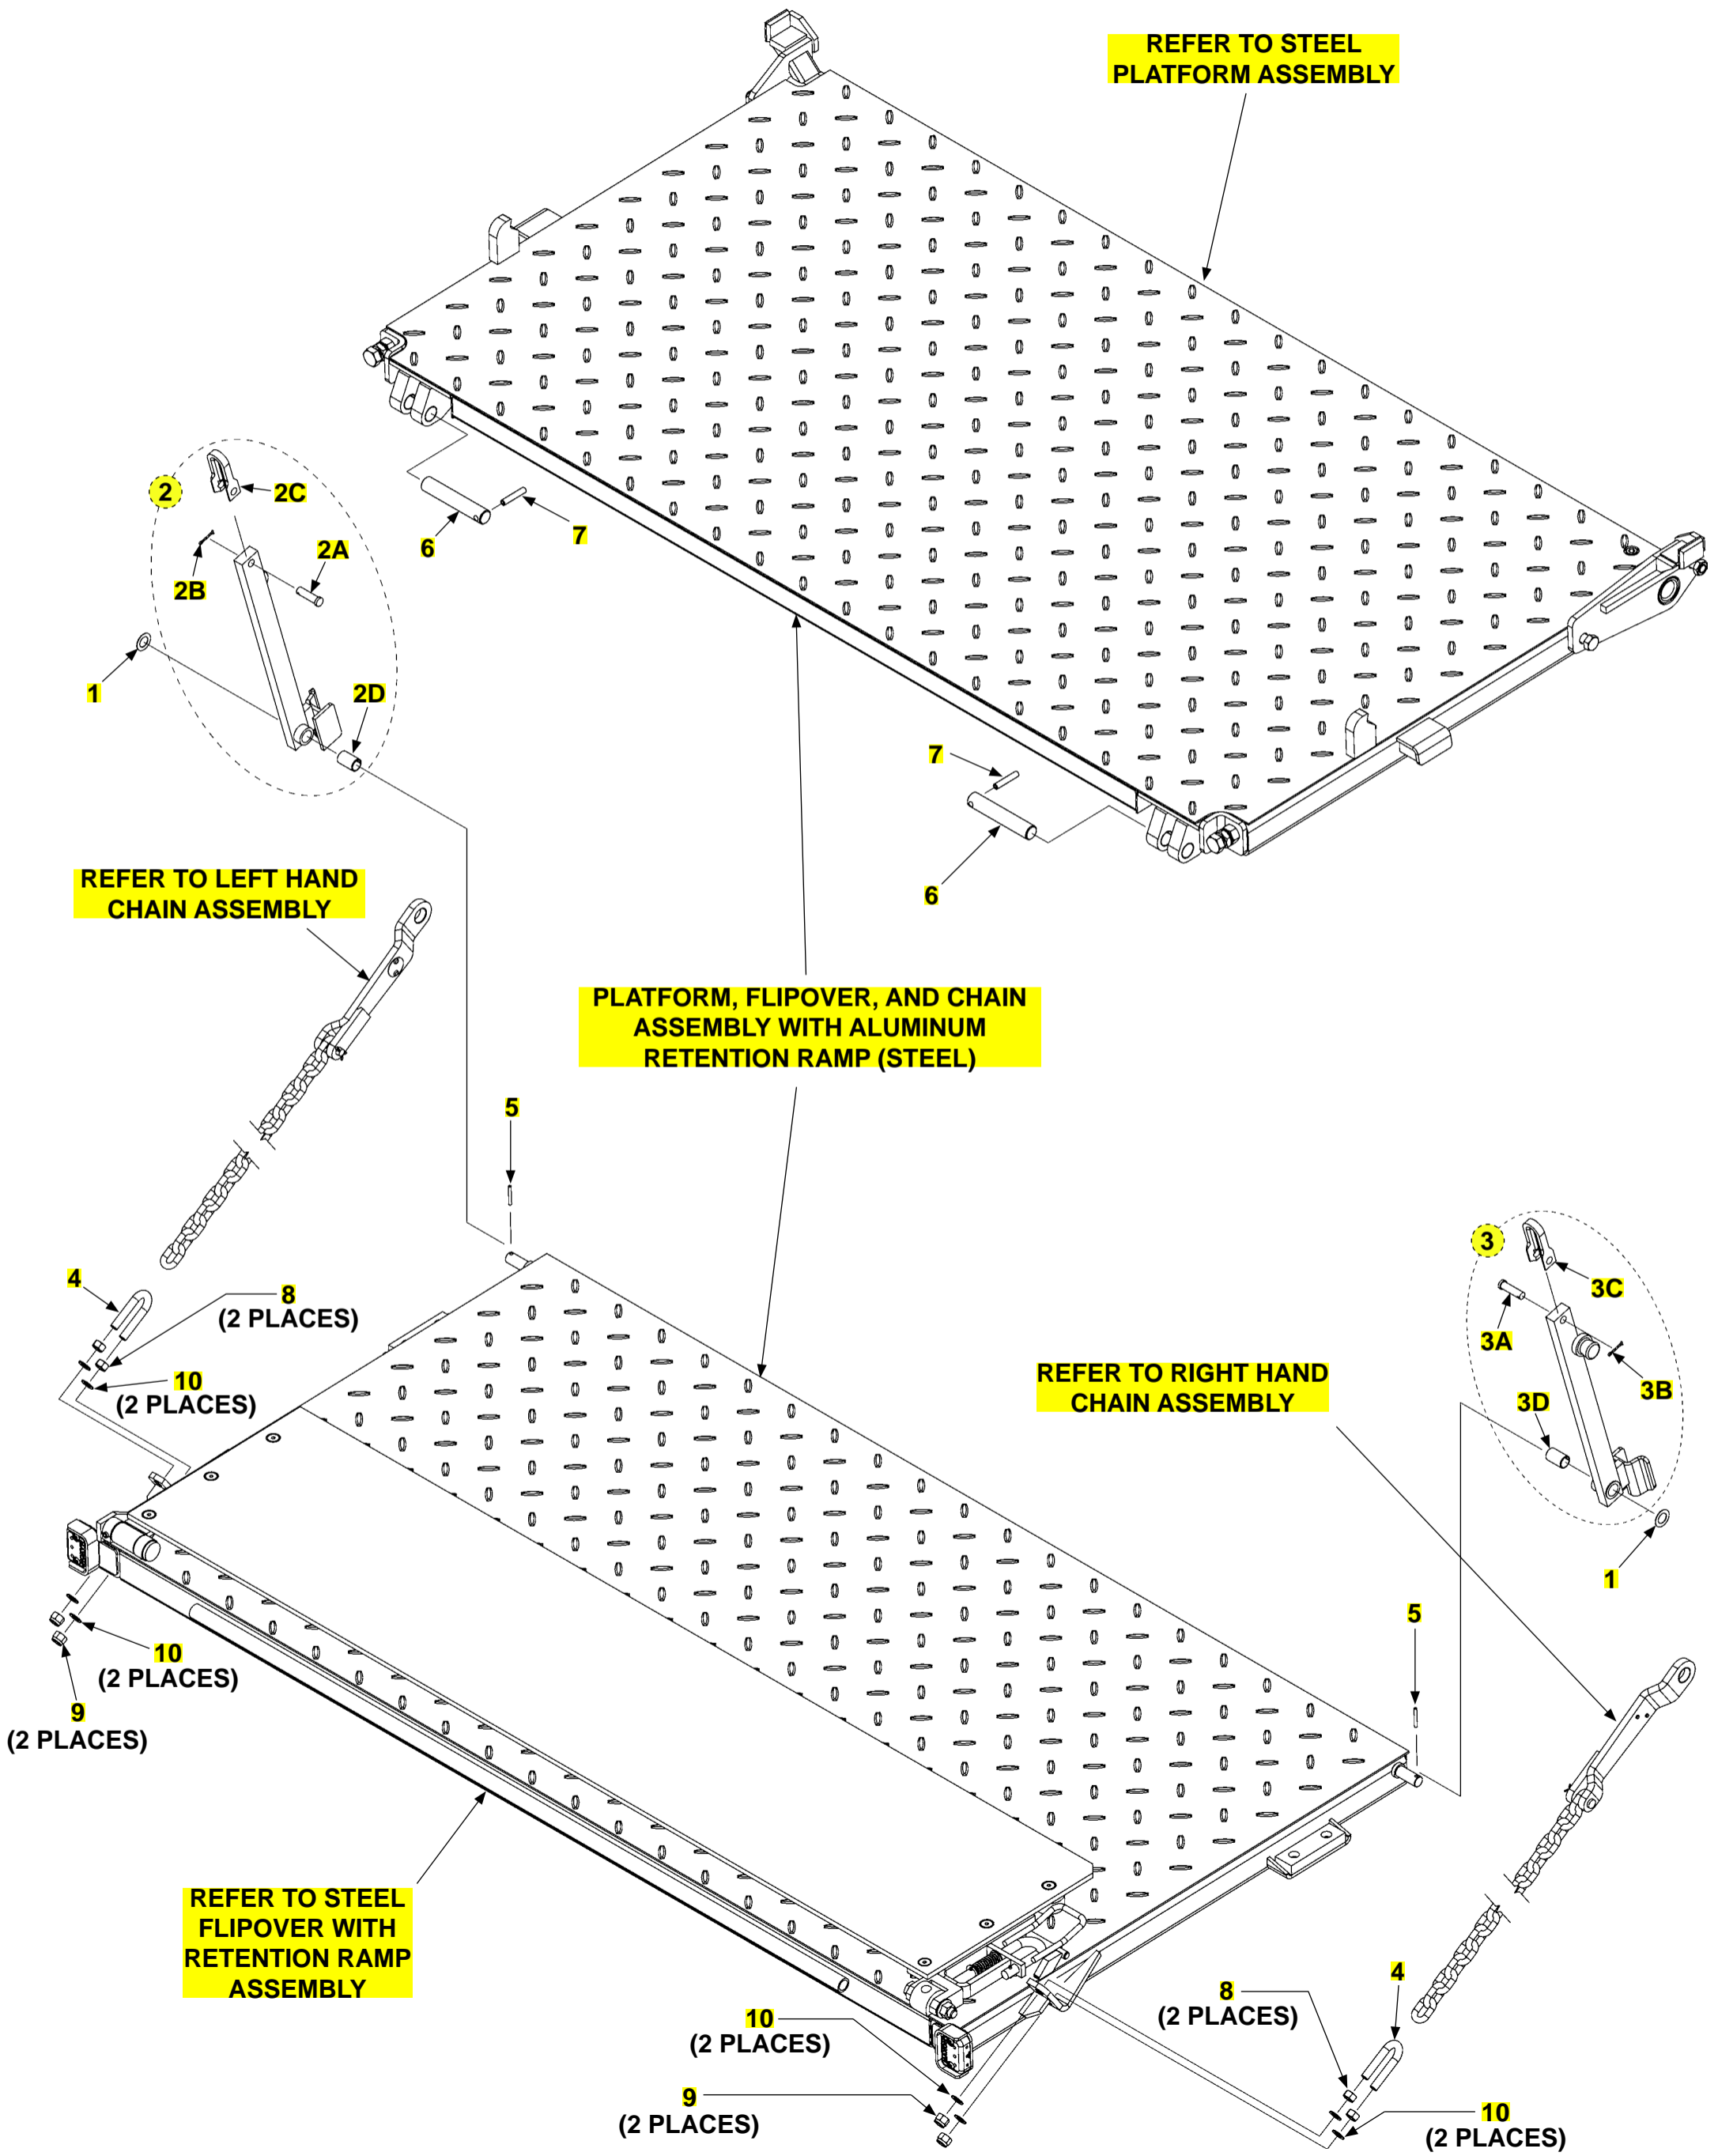 REFER TO STEEL
PLATFORM ASSEMBLY
2
2C
2A
2B
6
7
1
2D
7
6
REFER TO LEFT HAND
CHAIN ASSEMBLY
PLATFORM, FLIPOVER, AND CHAIN
ASSEMBLY WITH ALUMINUM
RETENTION RAMP (STEEL)
5
3
3C
3A
3B
3D
1
4
8
(2 PLACES)
10
(2 PLACES)
REFER TO RIGHT HAND
CHAIN ASSEMBLY
5
10
(2 PLACES)
9
(2 PLACES)
REFER TO STEEL
FLIPOVER WITH
RETENTION RAMP
ASSEMBLY
4
8
(2 PLACES)
10
(2 PLACES)
9
(2 PLACES)
10
(2 PLACES)